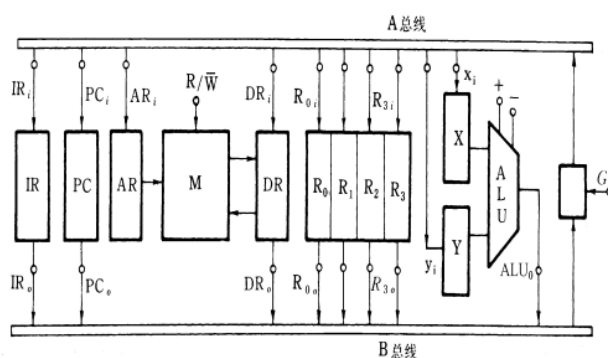 A总线
IRᵢ
PCᵢ
ARᵢ
R/W̅
DRᵢ
R₀ᵢ
R₃ᵢ
xᵢ
+
−
IR
PC
AR
M
DR
R₀
R₁
R₂
R₃
X
ALU
G
Y
yᵢ
IRₒ
PCₒ
DRₒ
R₀ₒ
R₃ₒ
ALU₀
B总线